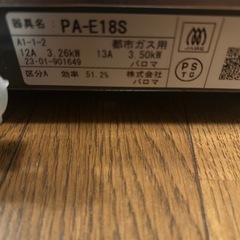 器具名: PA-E18S
A1-1-2 都市ガス用
12A 3.26kW 13A 3.50kW
23-01-901649 パロマ
区分A 効率 51.2% 株式会社
パロマ
PS
TG